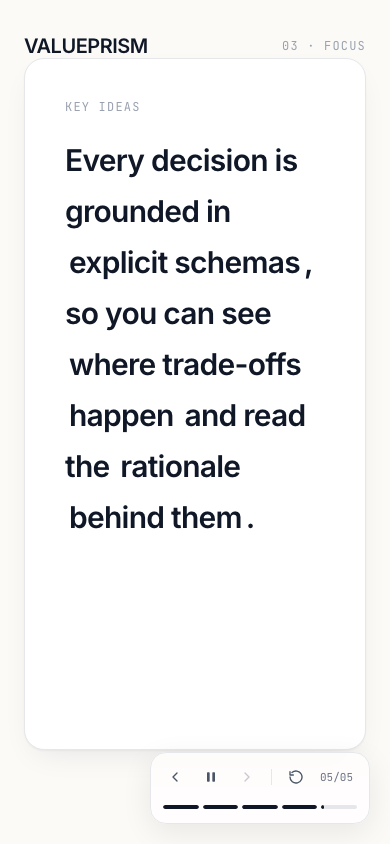 VALUEPRISM
03 · FOCUS
KEY IDEAS
Every decision is
grounded in
explicit schemas,
so you can see
where trade-offs
happen and read
the rationale
behind them.
05/05